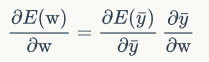 ∂E(w)/∂w = ∂E(ȳ)/∂ȳ ∂ȳ/∂w